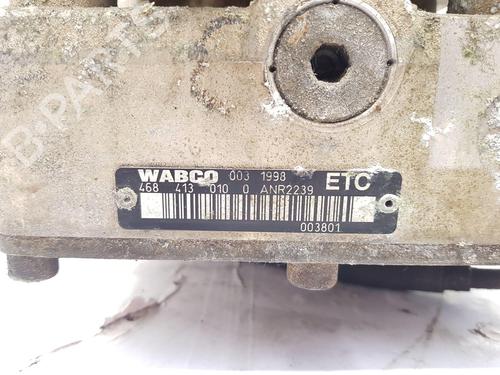 WABCO 003 1998 ETC
468 413 010 0 ANR2239
003801
B-PARTS